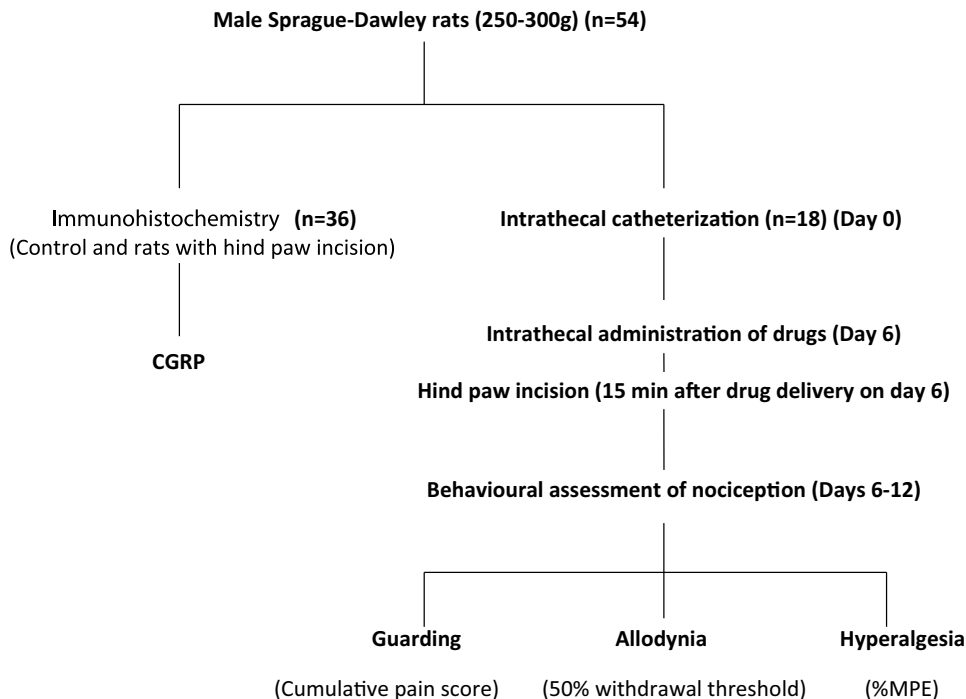 Male Sprague-Dawley rats (250-300g) (n=54)
Immunohistochemistry (n=36)
(Control and rats with hind paw incision)
CGRP
Intrathecal catheterization (n=18) (Day 0)
Intrathecal administration of drugs (Day 6)
Hind paw incision (15 min after drug delivery on day 6)
Behavioural assessment of nociception (Days 6-12)
Guarding
(Cumulative pain score)
Allodynia
(50% withdrawal threshold)
Hyperalgesia
(%MPE)